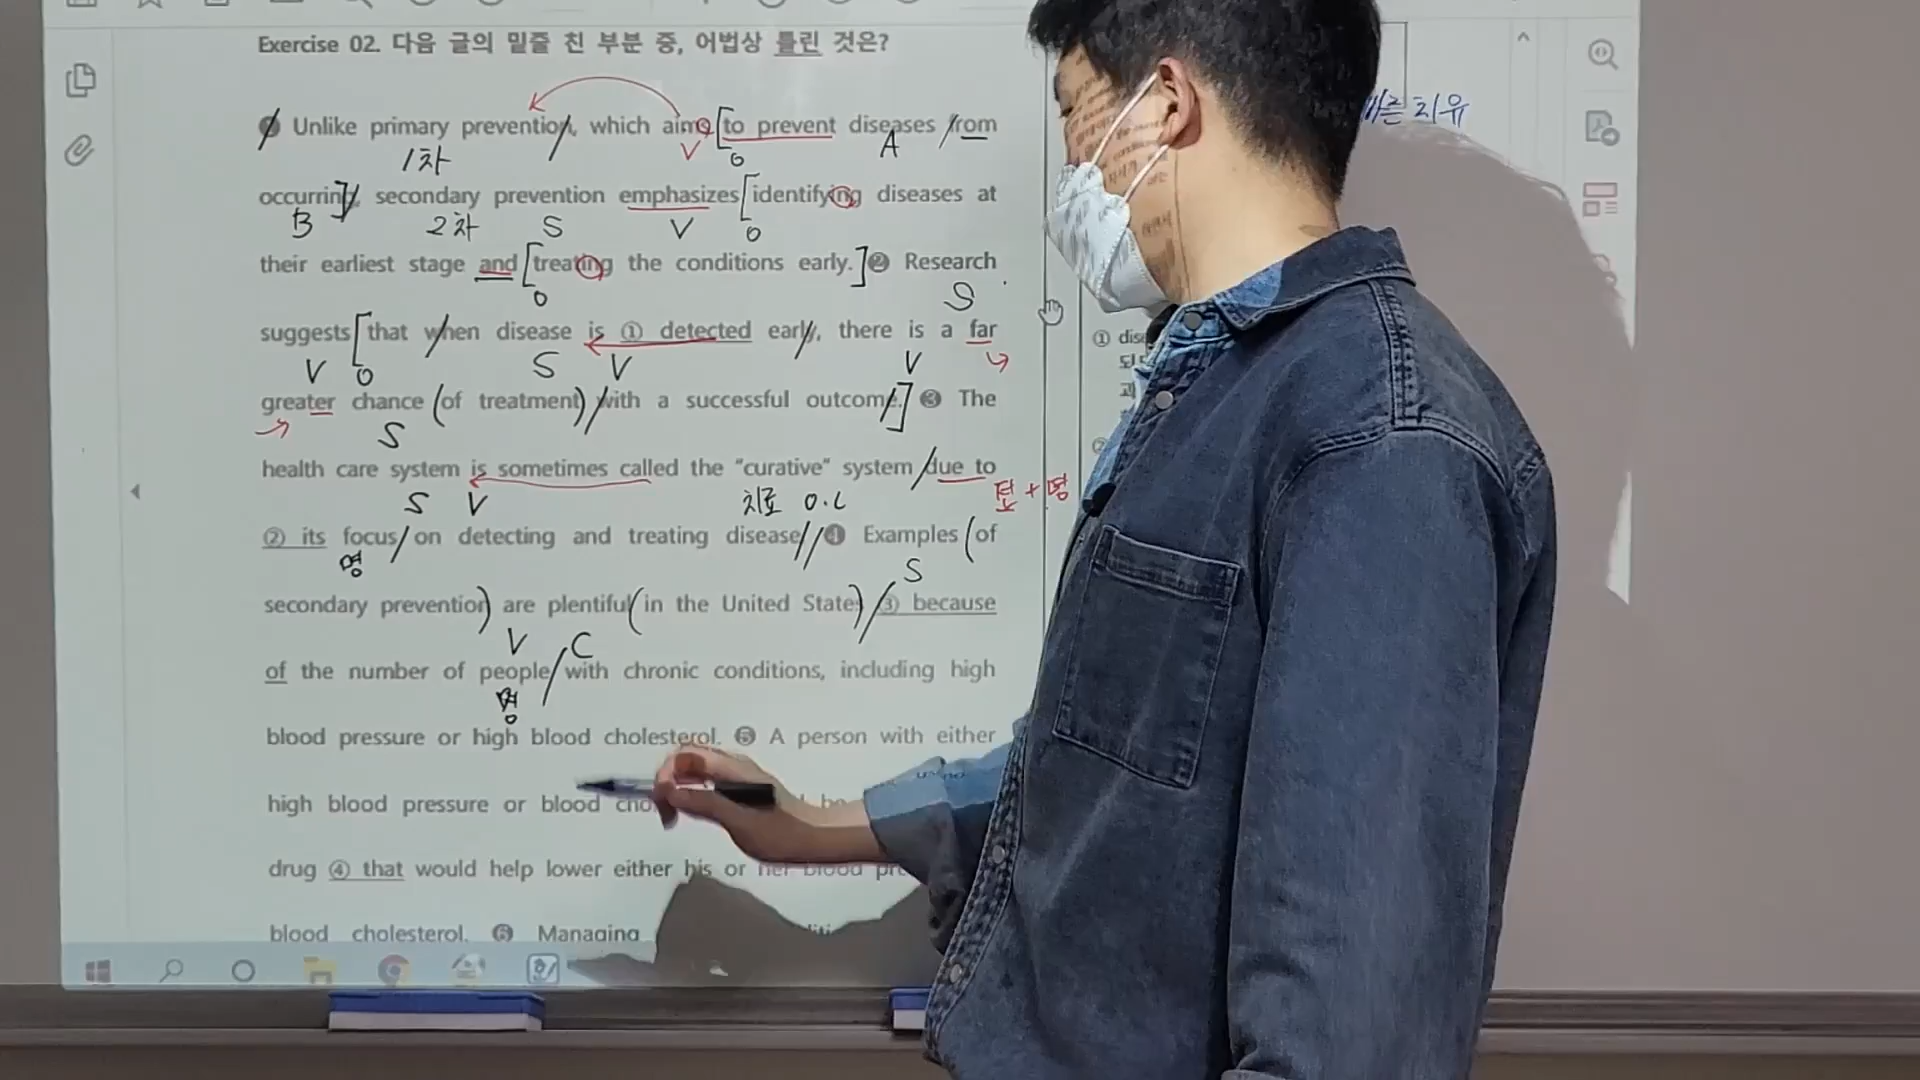 Exercise 02. 다음 글의 밑줄 친 부분 중, 어법상 틀린 것은?
❶ Unlike primary prevention, which aims to prevent diseases from
V O A
1차
occurring, secondary prevention emphasizes identifying diseases at
B 2차 S V O
their earliest stage and treating the conditions early. ❷ Research
O S
suggests that when disease is ① detected early, there is a far
V O S V V
greater chance of treatment with a successful outcome. ❸ The
S
health care system is sometimes called the "curative" system due to
S V 치료 O.C
전+명
② its focus on detecting and treating disease. ❹ Examples of
명 S
secondary prevention are plentiful in the United States ③ because
V C
of the number of people with chronic conditions, including high
명
blood pressure or high blood cholesterol. ❺ A person with either
high blood pressure or blood
drug ④ that would help lower either his or her blood
blood cholesterol. ❻ Managing
치유
①
②